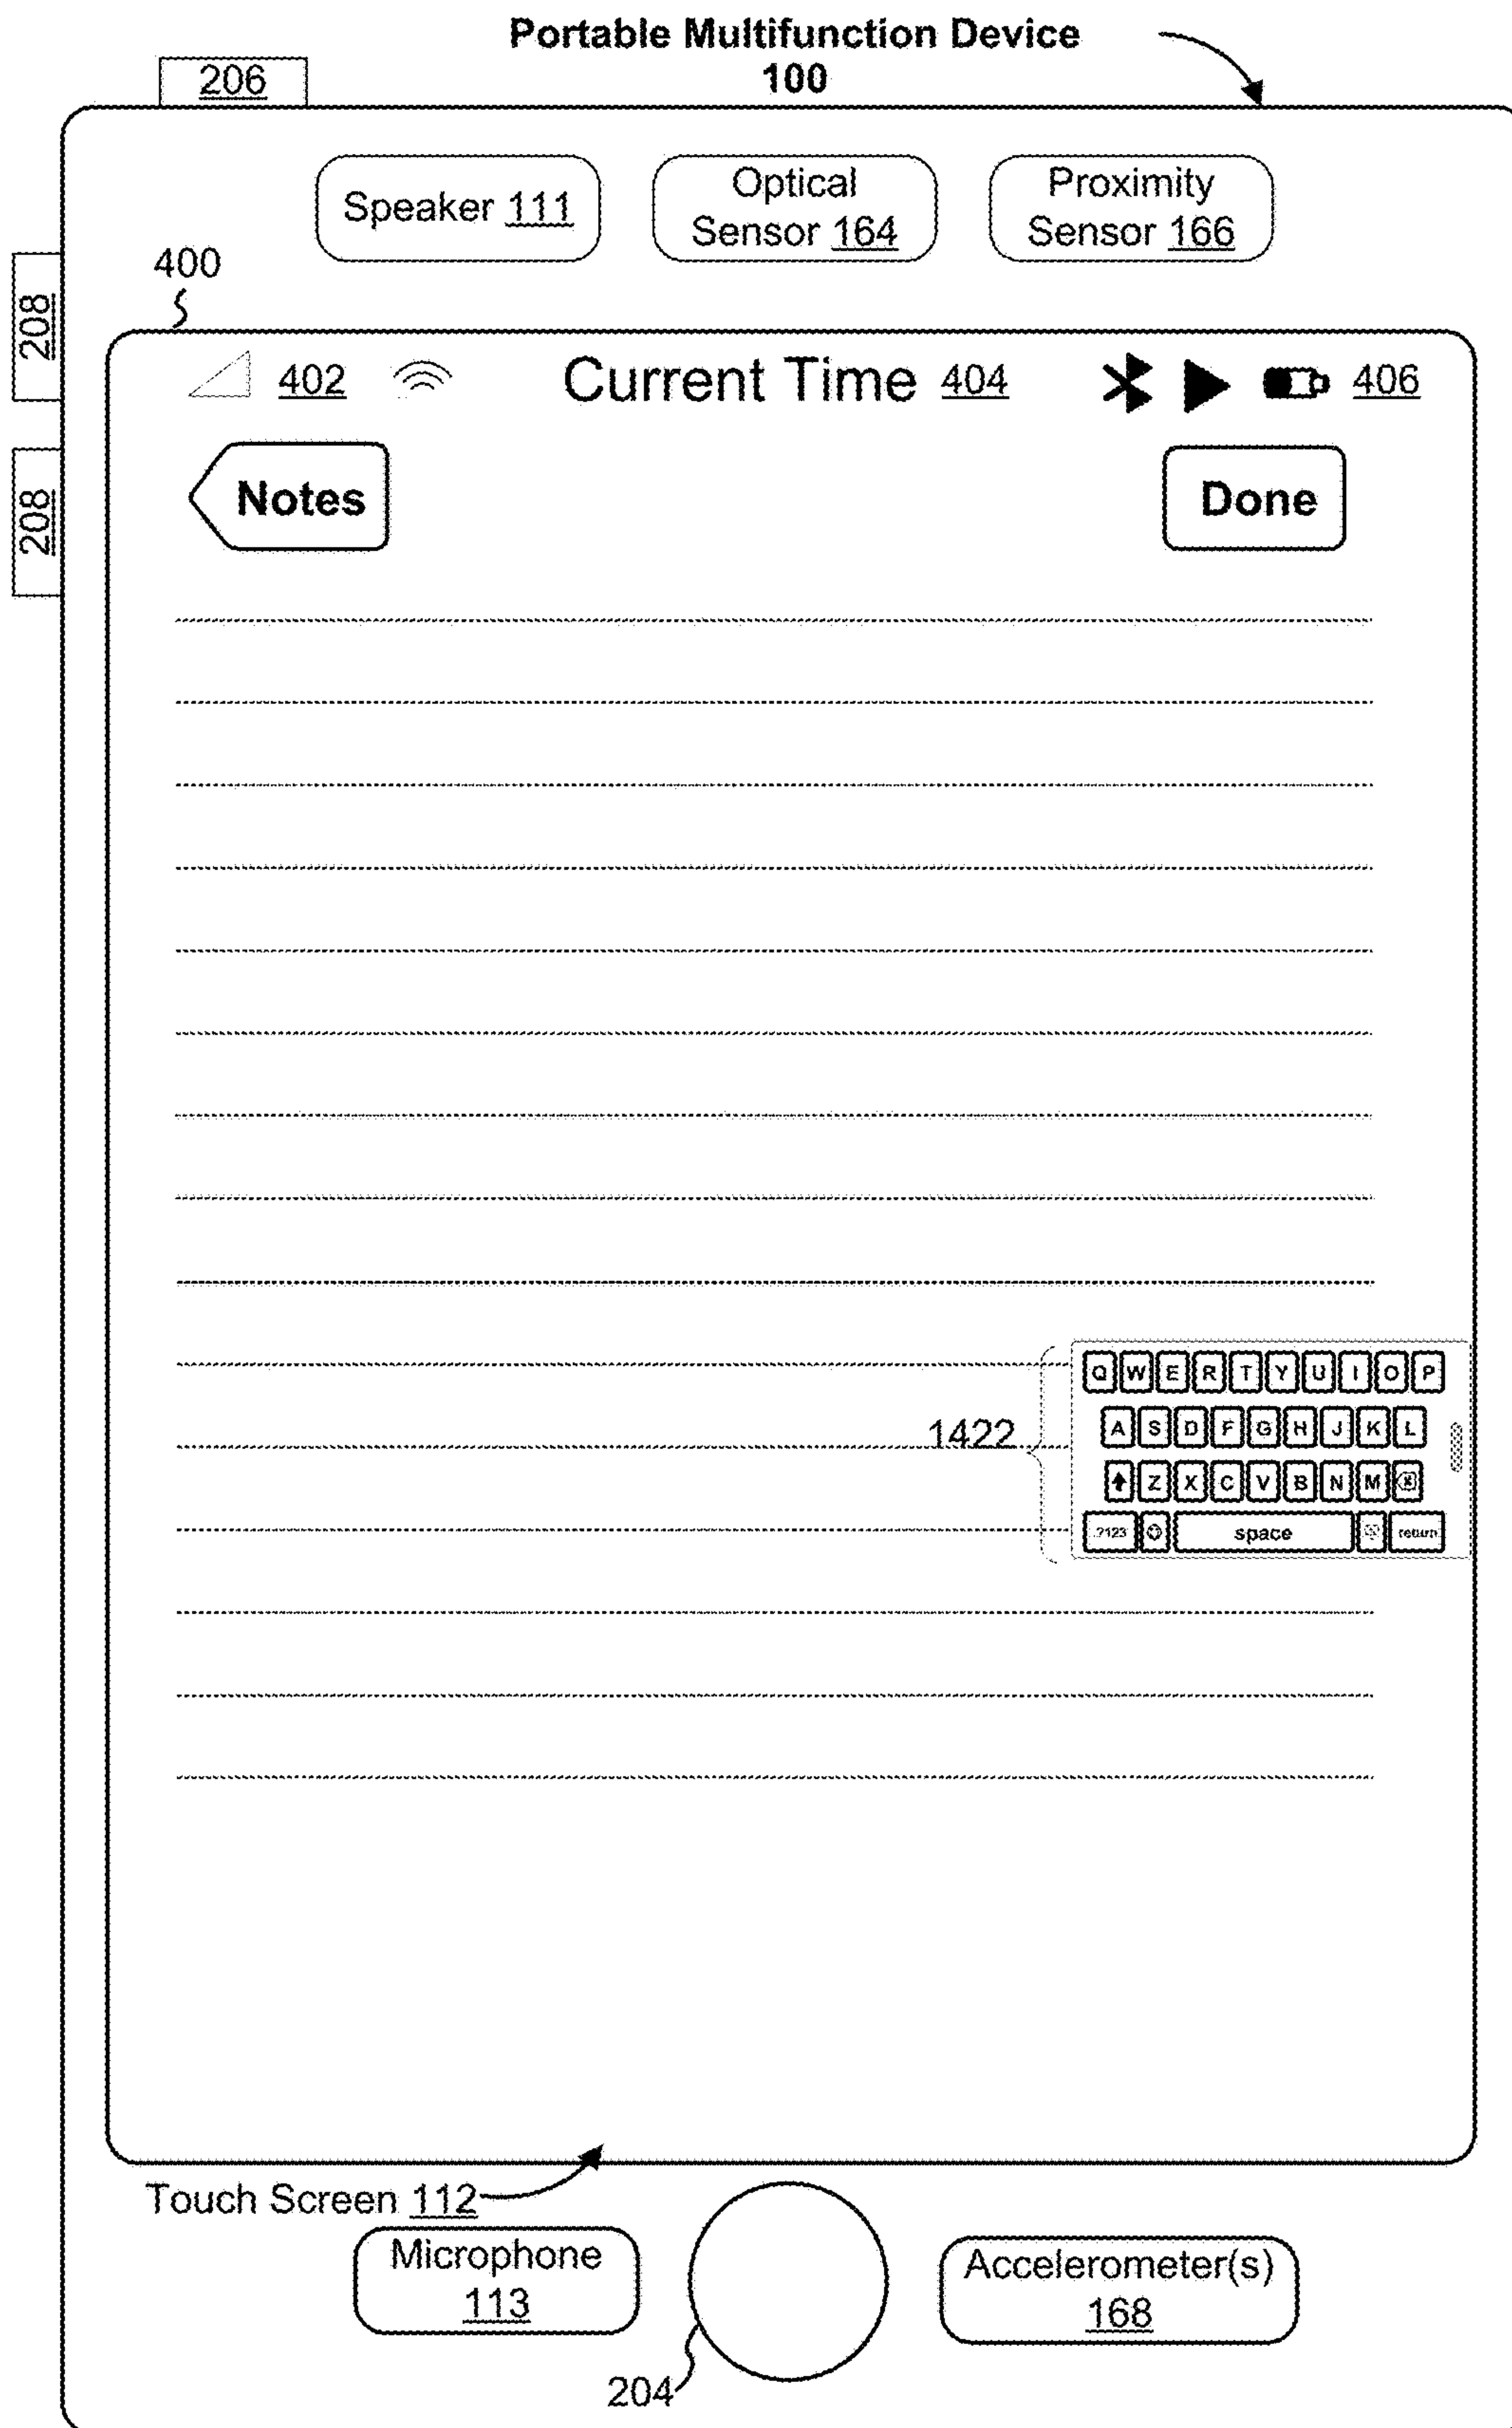 Portable Multifunction Device
100
206
Speaker 111
Optical
Sensor 164
Proximity
Sensor 166
208
400
402
Current Time 404
406
208
Notes
Done
Q W E R T Y U I O P
1422
A S D F G H J K L
Z X C V B N M
.?123 space return
Touch Screen 112
Microphone
113
Accelerometer(s)
168
204